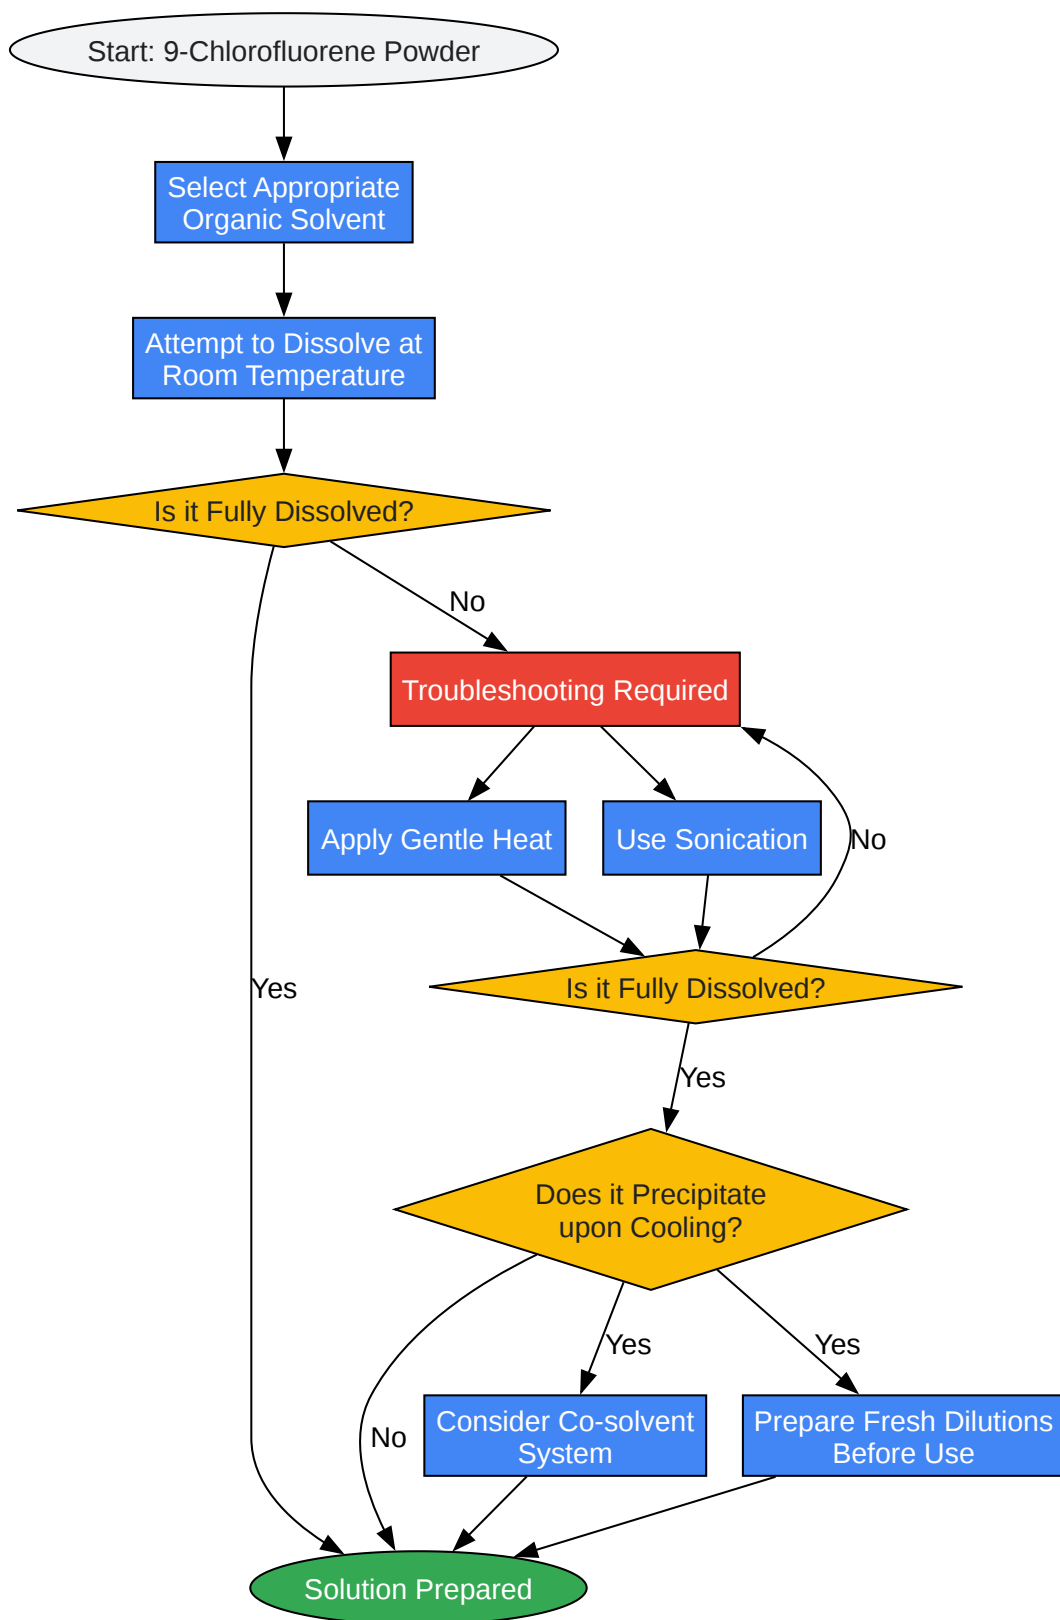 Start: 9-Chlorofluorene Powder
Select Appropriate
Organic Solvent
Attempt to Dissolve at
Room Temperature
Is it Fully Dissolved?
No
Troubleshooting Required
Apply Gentle Heat
Use Sonication
No
Yes
Is it Fully Dissolved?
Yes
Does it Precipitate
upon Cooling?
Yes
Yes
No
Consider Co-solvent
System
Prepare Fresh Dilutions
Before Use
Solution Prepared